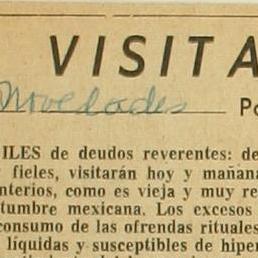 VISITA
Novedades
ILES de deudos reverentes: de
fieles, visitarán hoy y mañana
nterios, como es vieja y muy re
tumbre mexicana. Los excesos
consumo de las ofrendas rituales
líquidas y susceptibles de hiper